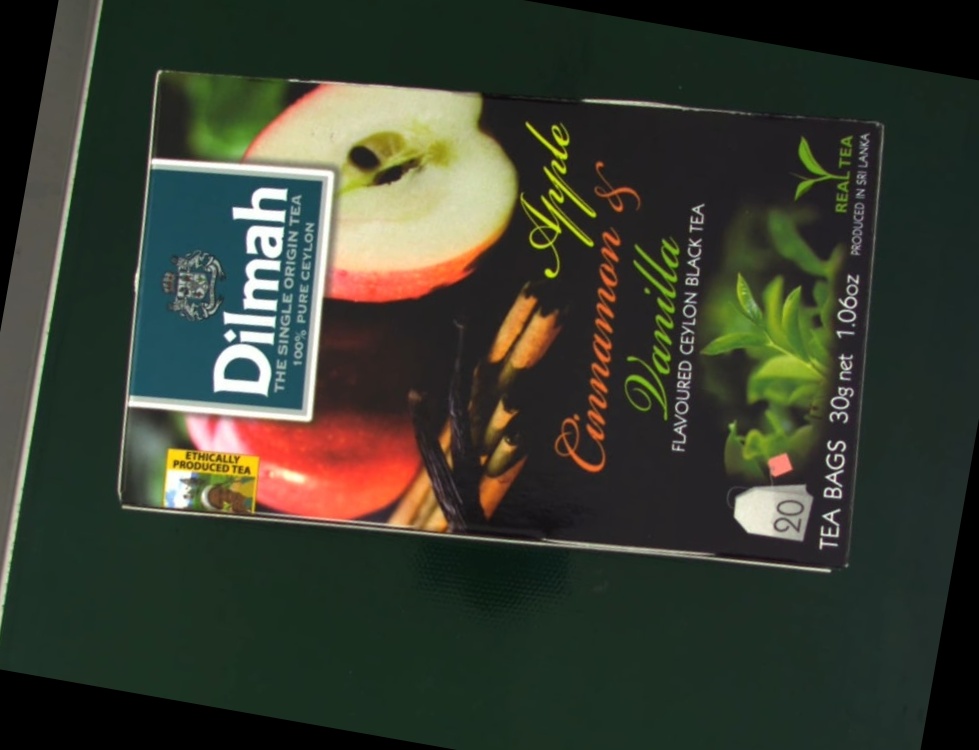 Dilmah
THE SINGLE ORIGIN TEA
100% PURE CEYLON
ETHICALLY
PRODUCED TEA
Apple
Cinnamon &
Vanilla
FLAVOURED CEYLON BLACK TEA
REAL TEA
PRODUCED IN SRI LANKA
20
TEA BAGS 30g net 1.06oz